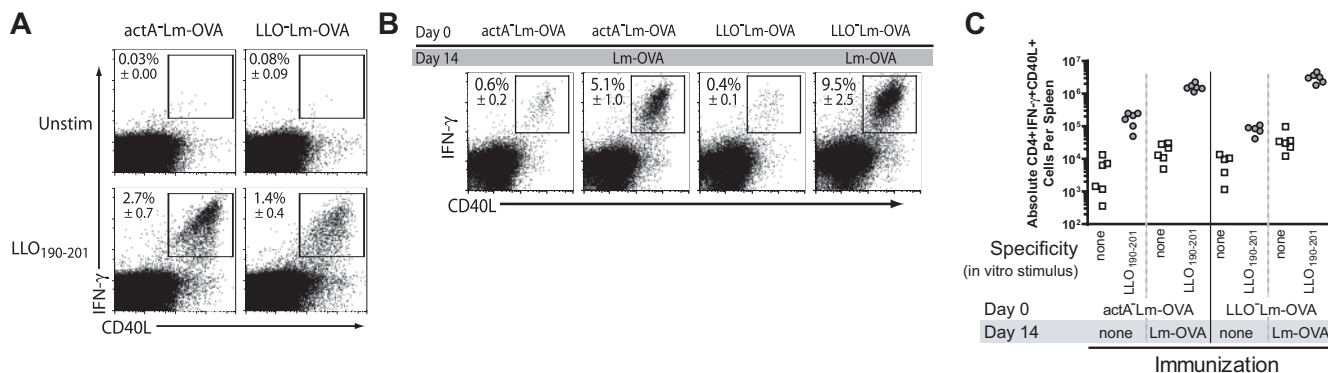 A
actA⁻Lm-OVA LLO⁻Lm-OVA
0.03%
± 0.00
0.08%
± 0.09
Unstim
2.7%
± 0.7
1.4%
± 0.4
LLO190-201
IFN-γ
CD40L
B
Day 0 actA⁻Lm-OVA actA⁻Lm-OVA LLO⁻Lm-OVA LLO⁻Lm-OVA
Day 14 Lm-OVA Lm-OVA
0.6%
± 0.2
5.1%
± 1.0
0.4%
± 0.1
9.5%
± 2.5
IFN-γ
CD40L
C
Absolute CD4+IFN-γ+CD40L+
Cells Per Spleen
10⁷
10⁶
10⁵
10⁴
10³
10²
Specificity
(in vitro stimulus)
none
LLO190-201
none
LLO190-201
none
LLO190-201
none
LLO190-201
Day 0 actA⁻Lm-OVA LLO⁻Lm-OVA
Day 14 none Lm-OVA none Lm-OVA
Immunization